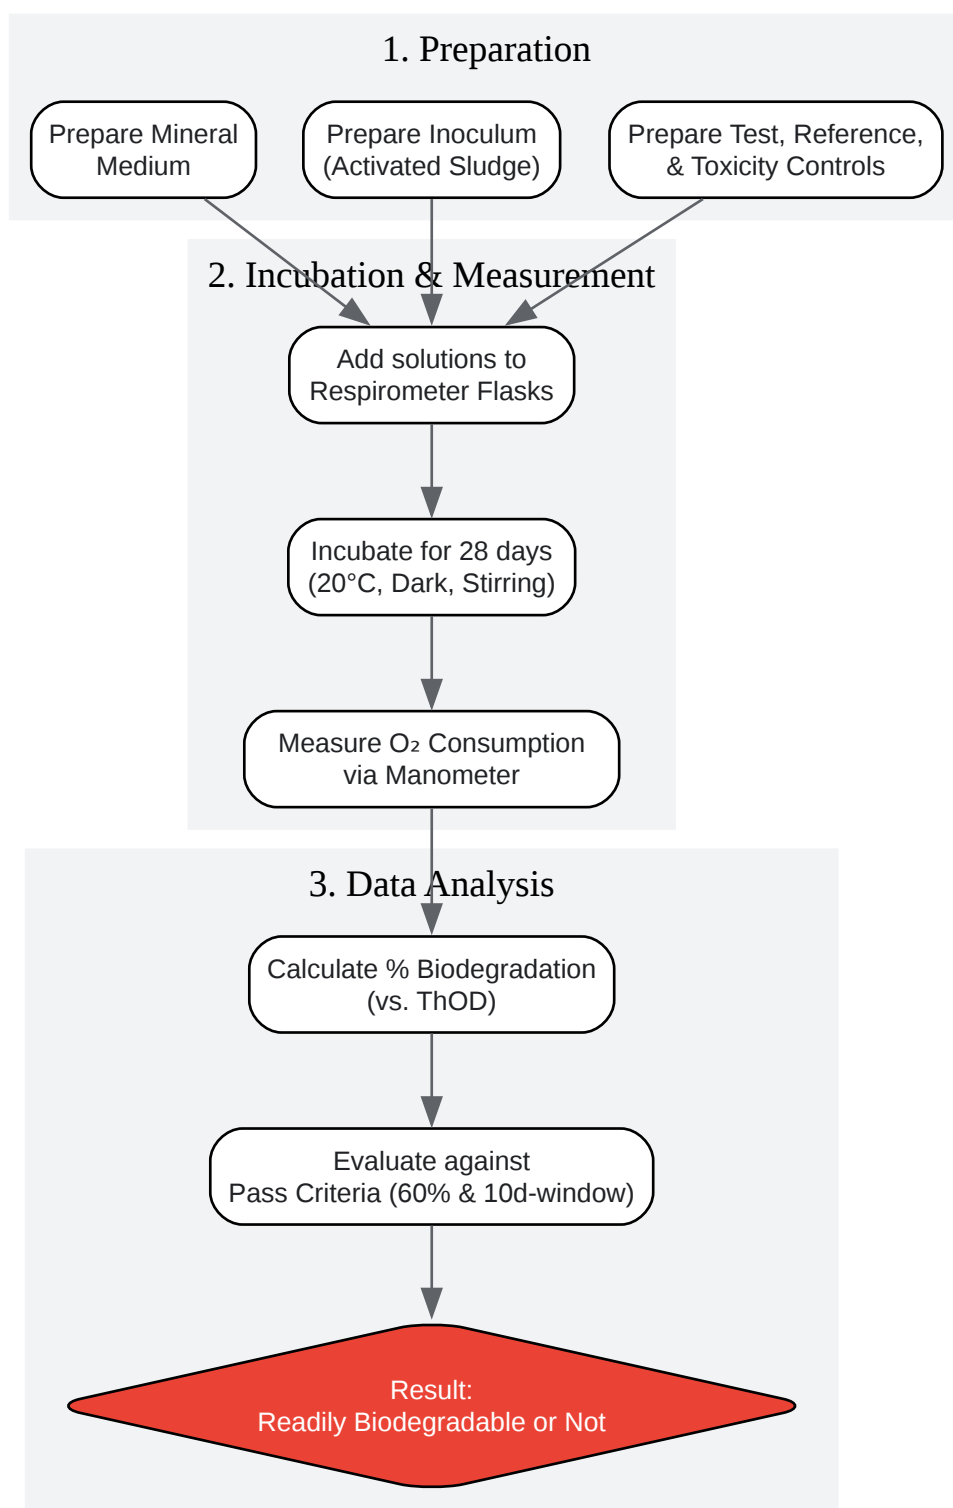 1. Preparation
Prepare Mineral
Medium
Prepare Inoculum
(Activated Sludge)
Prepare Test, Reference,
& Toxicity Controls
2. Incubation & Measurement
Add solutions to
Respirometer Flasks
Incubate for 28 days
(20°C, Dark, Stirring)
Measure O₂ Consumption
via Manometer
3. Data Analysis
Calculate % Biodegradation
(vs. ThOD)
Evaluate against
Pass Criteria (60% & 10d-window)
Result:
Readily Biodegradable or Not